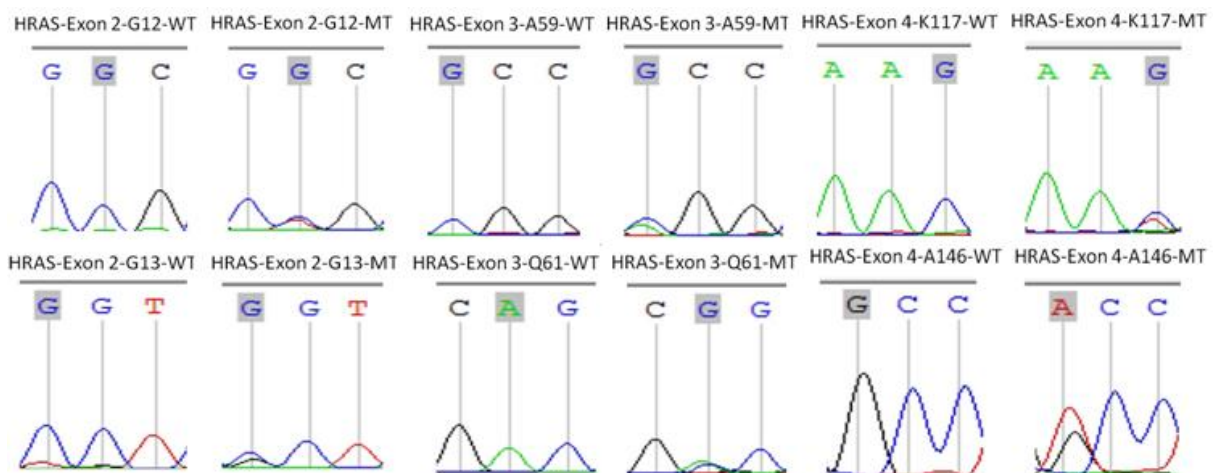 HRAS-Exon 2-G12-WT HRAS-Exon 2-G12-MT HRAS-Exon 3-A59-WT HRAS-Exon 3-A59-MT HRAS-Exon 4-K117-WT HRAS-Exon 4-K117-MT
G G C G G C G C C G C C A A G A A G
HRAS-Exon 2-G13-WT HRAS-Exon 2-G13-MT HRAS-Exon 3-Q61-WT HRAS-Exon 3-Q61-MT HRAS-Exon 4-A146-WT HRAS-Exon 4-A146-MT
G G T G G T C A G C G G G C C A C C